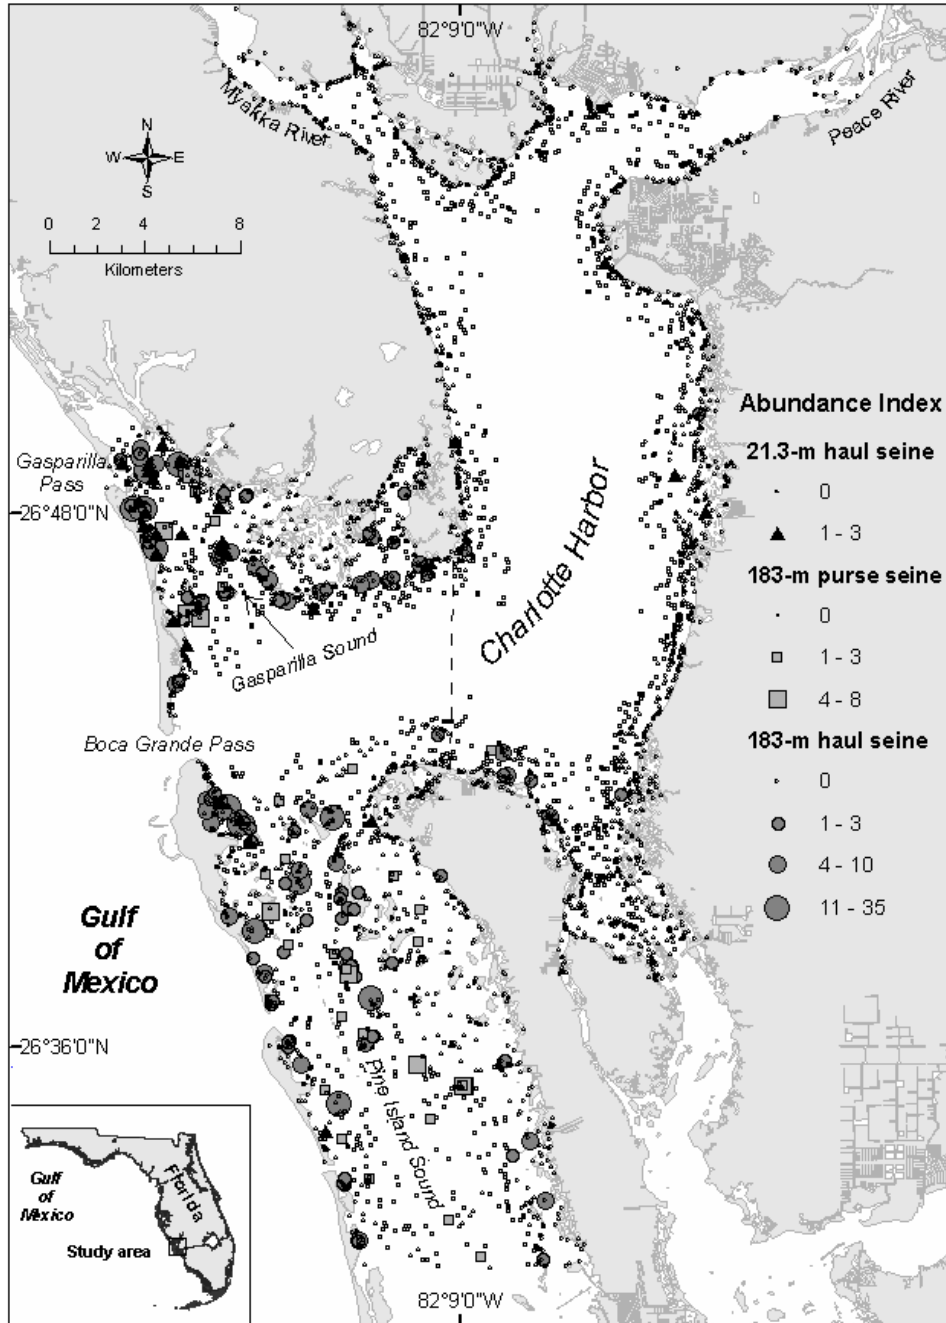 82°9'0"W
Myakka River
Peace River
N
W E
S
0 2 4 8
Kilometers
Abundance Index
21.3-m haul seine
0
1 - 3
183-m purse seine
0
1 - 3
4 - 8
183-m haul seine
0
1 - 3
4 - 10
11 - 35
Gasparilla
Pass
26°48'0"N
Charlotte Harbor
Gasparilla Sound
Boca Grande Pass
Gulf
of
Mexico
26°36'0"N
Pine Island Sound
Gulf
of
Mexico
Florida
Study area
82°9'0"W